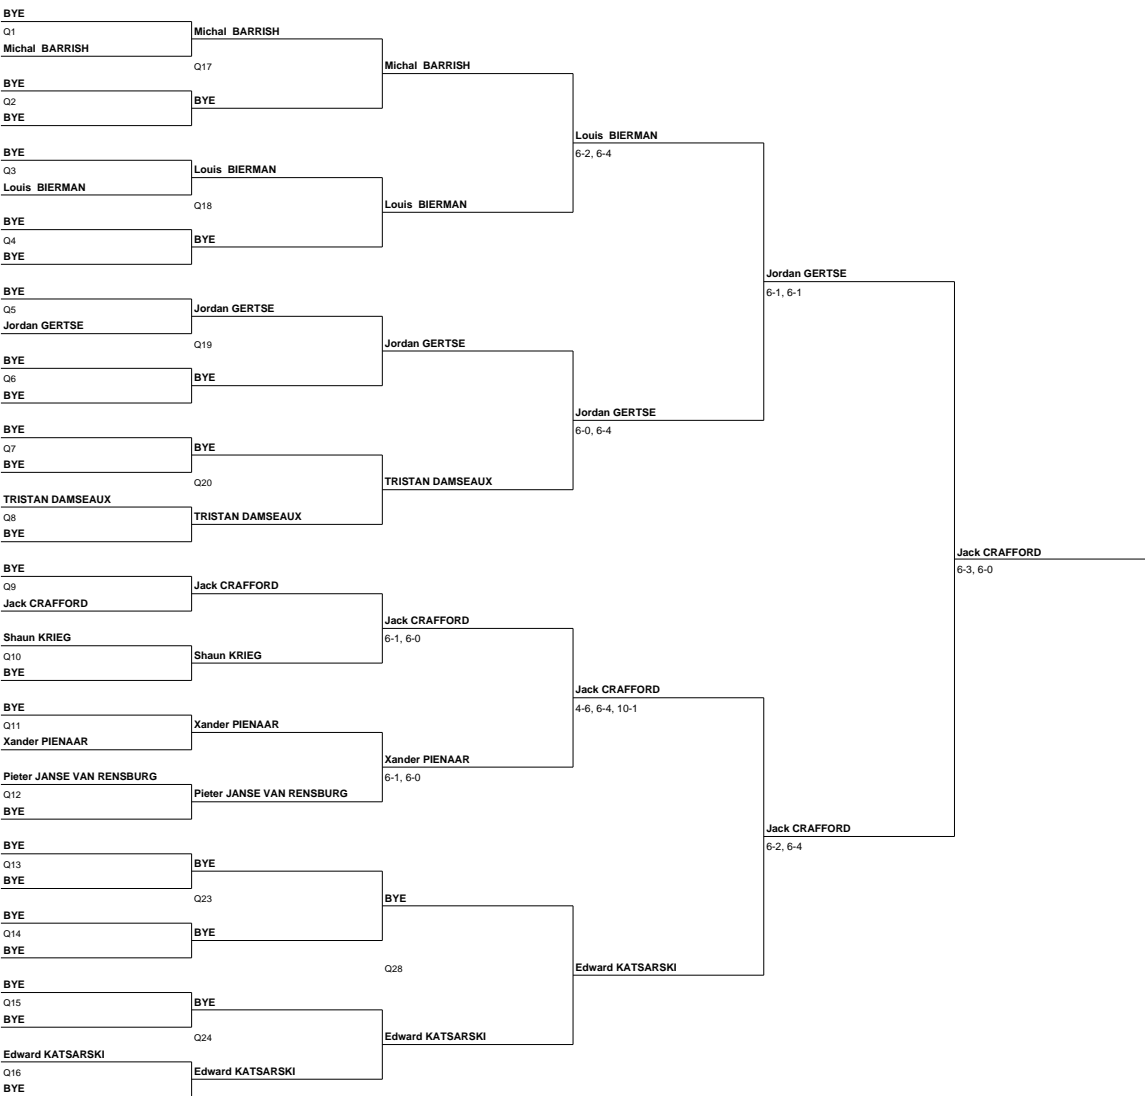 BYE
Q1
Michal BARRISH
BYE
Q2
BYE
BYE
Q3
Louis BIERMAN
BYE
Q4
BYE
BYE
Q5
Jordan GERTSE
BYE
Q6
BYE
BYE
Q7
BYE
TRISTAN DAMSEAUX
Q8
BYE
BYE
Q9
Jack CRAFFORD
Shaun KRIEG
Q10
BYE
BYE
Q11
Xander PIENAAR
Pieter JANSE VAN RENSBURG
Q12
BYE
BYE
Q13
BYE
BYE
Q14
BYE
BYE
Q15
BYE
Edward KATSARSKI
Q16
BYE
Michal BARRISH
Q17
BYE
Louis BIERMAN
Q18
BYE
Jordan GERTSE
Q19
BYE
BYE
Q20
TRISTAN DAMSEAUX
Jack CRAFFORD
Shaun KRIEG
Xander PIENAAR
Pieter JANSE VAN RENSBURG
BYE
Q23
BYE
BYE
Q24
Edward KATSARSKI
Michal BARRISH
Louis BIERMAN
Jordan GERTSE
TRISTAN DAMSEAUX
Jack CRAFFORD
6-1, 6-0
Xander PIENAAR
6-1, 6-0
BYE
Q28
Edward KATSARSKI
Louis BIERMAN
6-2, 6-4
Jordan GERTSE
6-0, 6-4
Jack CRAFFORD
4-6, 6-4, 10-1
Edward KATSARSKI
Jordan GERTSE
6-1, 6-1
Jack CRAFFORD
6-2, 6-4
Jack CRAFFORD
6-3, 6-0